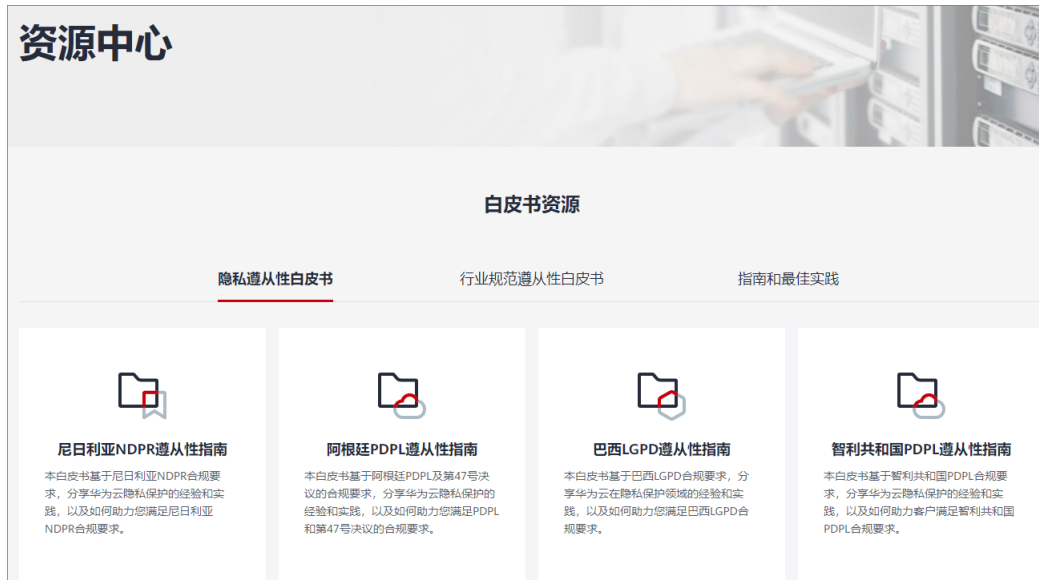 资源中心
白皮书资源
隐私遵从性白皮书
行业规范遵从性白皮书
指南和最佳实践
尼日利亚NDPR遵从性指南
本白皮书基于尼日利亚NDPR合规要
求，分享华为云隐私保护的经验和实
践，以及如何助力您满足尼日利亚
NDPR合规要求。
阿根廷PDPL遵从性指南
本白皮书基于阿根廷PDPL及第47号决
议的合规要求，分享华为云隐私保护的
经验和实践，以及如何助力您满足PDPL
和第47号决议的合规要求。
巴西LGPD遵从性指南
本白皮书基于巴西LGPD合规要求，分
享华为云在隐私保护领域的经验和实
践，以及如何助力您满足巴西LGPD合
规要求。
智利共和国PDPL遵从性指南
本白皮书基于智利共和国PDPL合规要
求，分享华为云隐私保护的经验和实
践，以及如何助力客户满足智利共和国
PDPL合规要求。